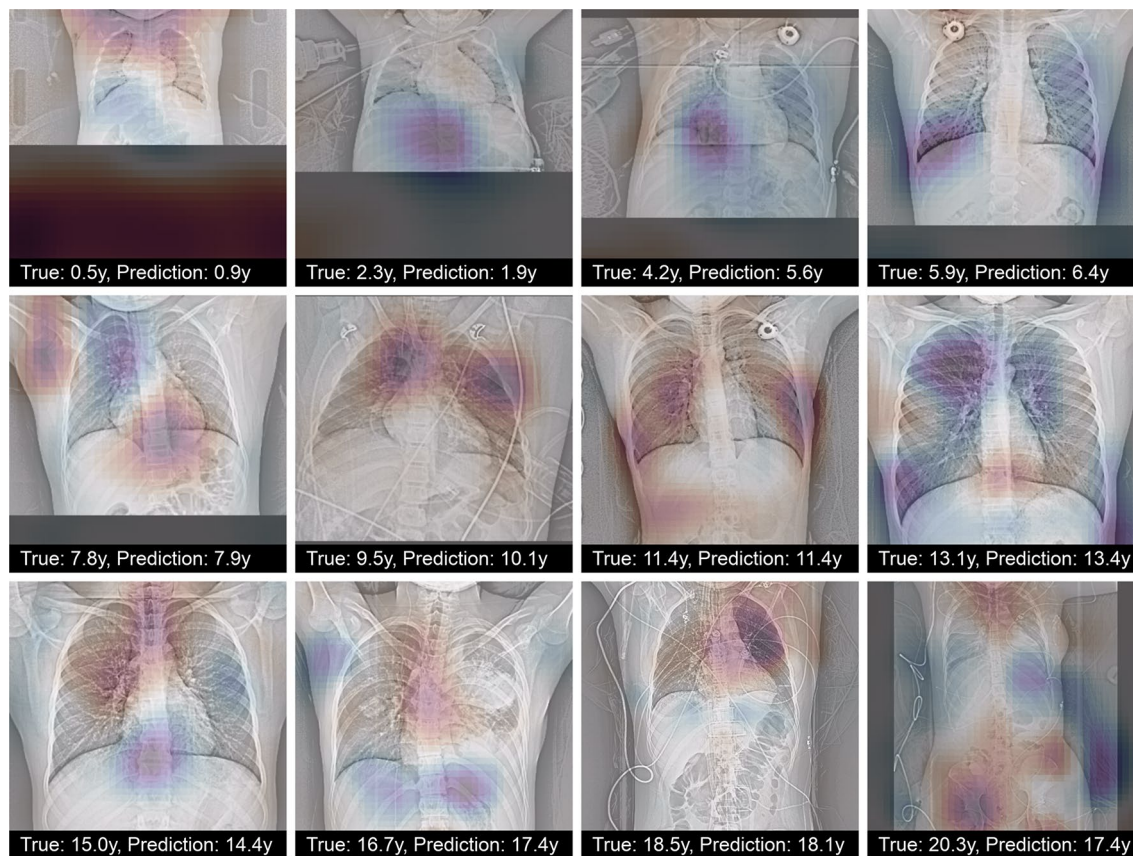 True: 0.5y, Prediction: 0.9y
True: 2.3y, Prediction: 1.9y
True: 4.2y, Prediction: 5.6y
True: 5.9y, Prediction: 6.4y
True: 7.8y, Prediction: 7.9y
True: 9.5y, Prediction: 10.1y
True: 11.4y, Prediction: 11.4y
True: 13.1y, Prediction: 13.4y
True: 15.0y, Prediction: 14.4y
True: 16.7y, Prediction: 17.4y
True: 18.5y, Prediction: 18.1y
True: 20.3y, Prediction: 17.4y